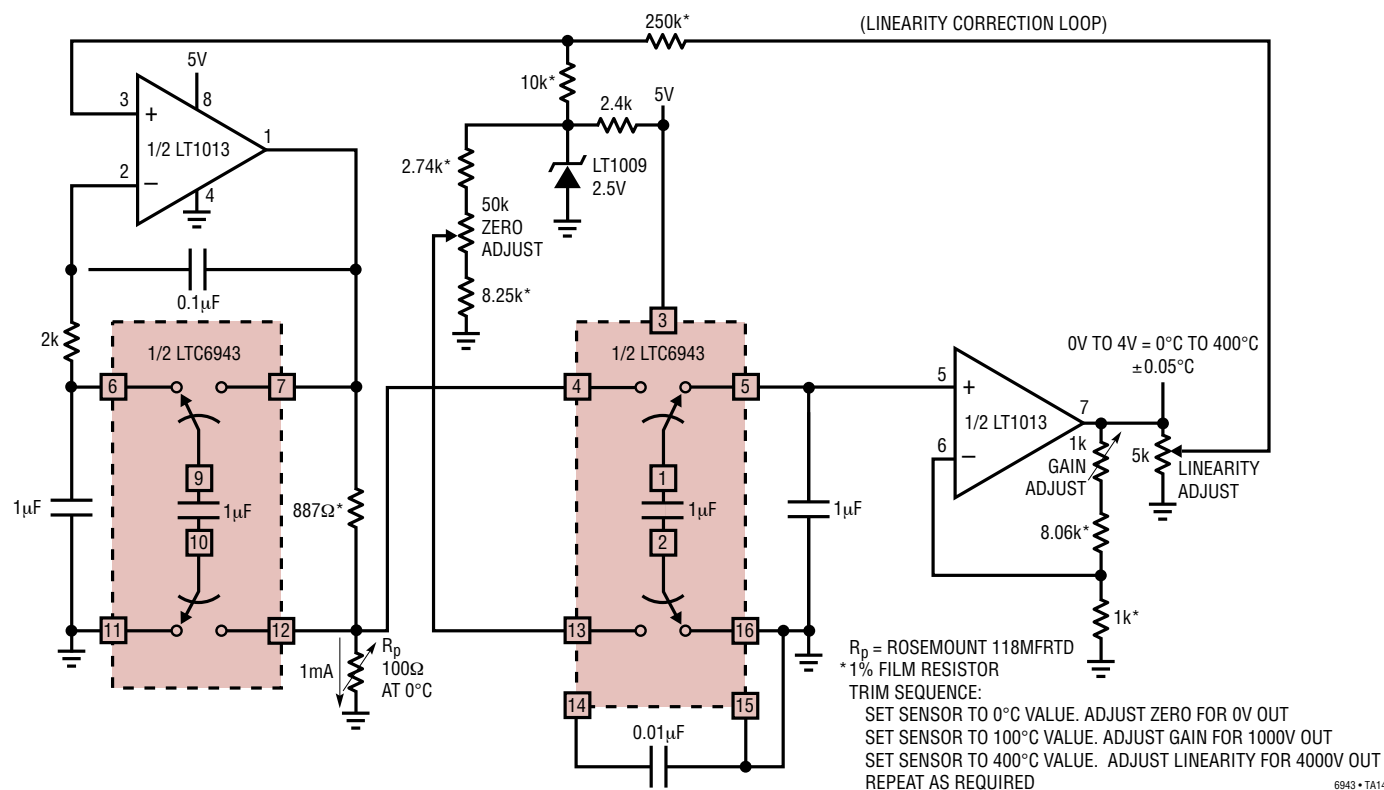 250k*
(LINEARITY CORRECTION LOOP)
5V
10k*
3
8
+
1/2 LT1013
1
2
−
4
2.4k
5V
2.74k*
LT1009
2.5V
50k
ZERO
ADJUST
8.25k*
0.1µF
2k
1/2 LTC6943
6
7
9
1µF
10
1µF
887Ω*
11
12
1mA
Rp
100Ω
AT 0°C
3
1/2 LTC6943
4
5
1
1µF
2
1µF
13
16
14
15
0.01µF
0V TO 4V = 0°C TO 400°C
±0.05°C
5
+
1/2 LT1013
7
6
−
1k
GAIN
ADJUST
5k
LINEARITY
ADJUST
8.06k*
1k*
Rp = ROSEMOUNT 118MFRTD
*1% FILM RESISTOR
TRIM SEQUENCE:
SET SENSOR TO 0°C VALUE. ADJUST ZERO FOR 0V OUT
SET SENSOR TO 100°C VALUE. ADJUST GAIN FOR 1000V OUT
SET SENSOR TO 400°C VALUE. ADJUST LINEARITY FOR 4000V OUT
REPEAT AS REQUIRED
6943 • TA14